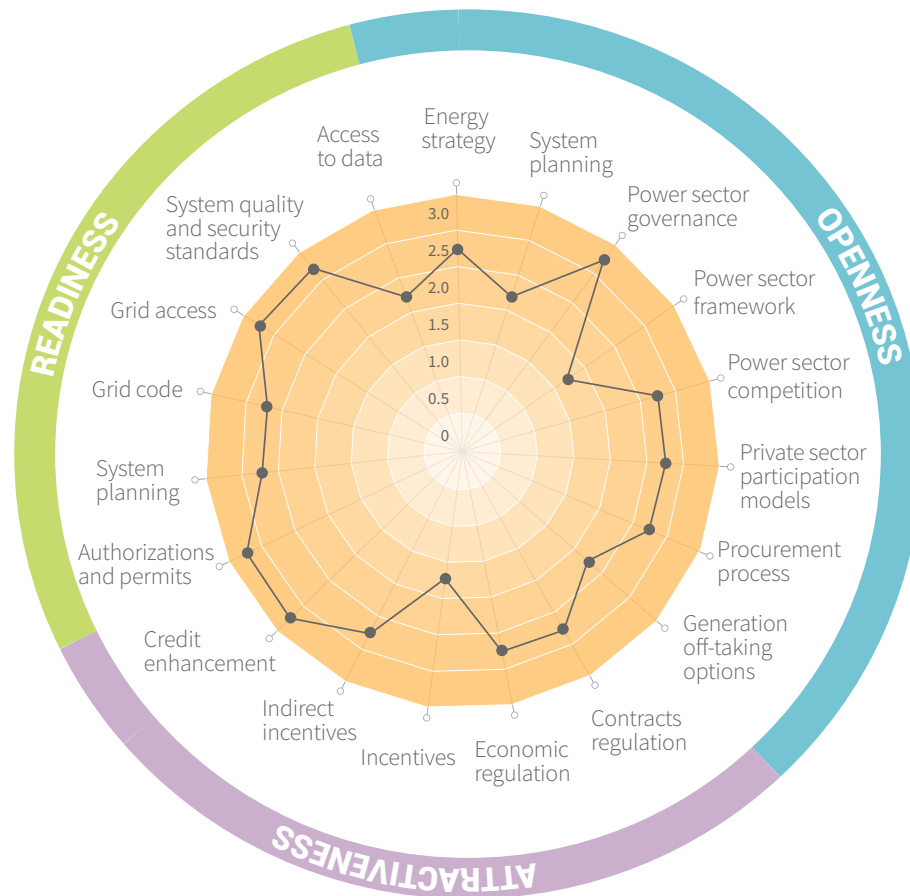 READINESS
OPENNESS
ATTRACTIVENESS
Energy
strategy
System
planning
Power sector
governance
Power sector
framework
Power sector
competition
Private sector
participation
models
Procurement
process
Generation
off-taking
options
Contracts
regulation
Economic
regulation
Incentives
Indirect
incentives
Credit
enhancement
Authorizations
and permits
System
planning
Grid code
Grid access
System quality
and security
standards
Access
to data
3.0
2.5
2.0
1.5
1.0
0.5
0